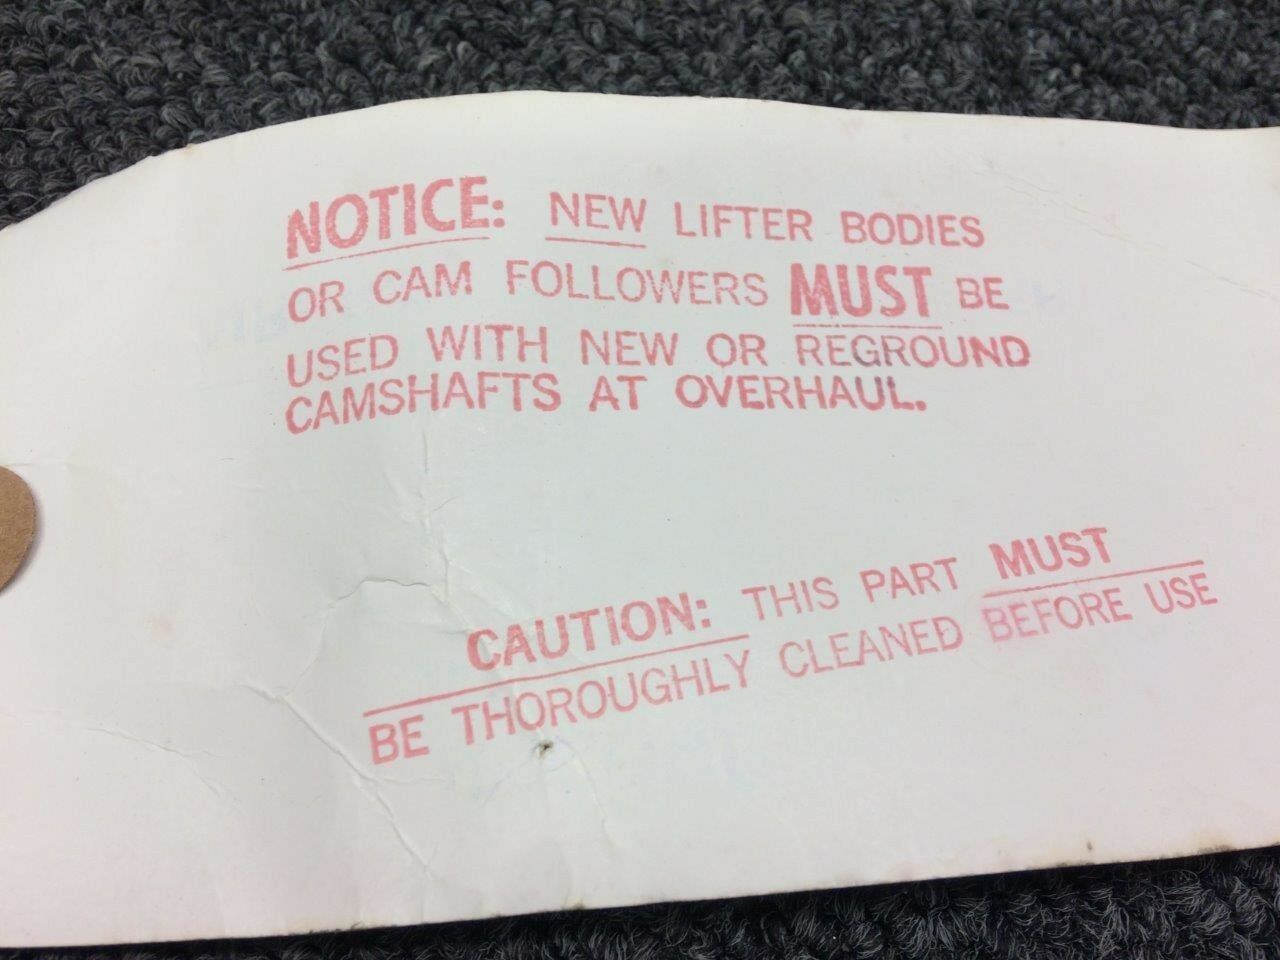 NOTICE: NEW LIFTER BODIES
OR CAM FOLLOWERS MUST BE
USED WITH NEW OR REGROUND
CAMSHAFTS AT OVERHAUL.
CAUTION: THIS PART MUST
BE THOROUGHLY CLEANED BEFORE USE